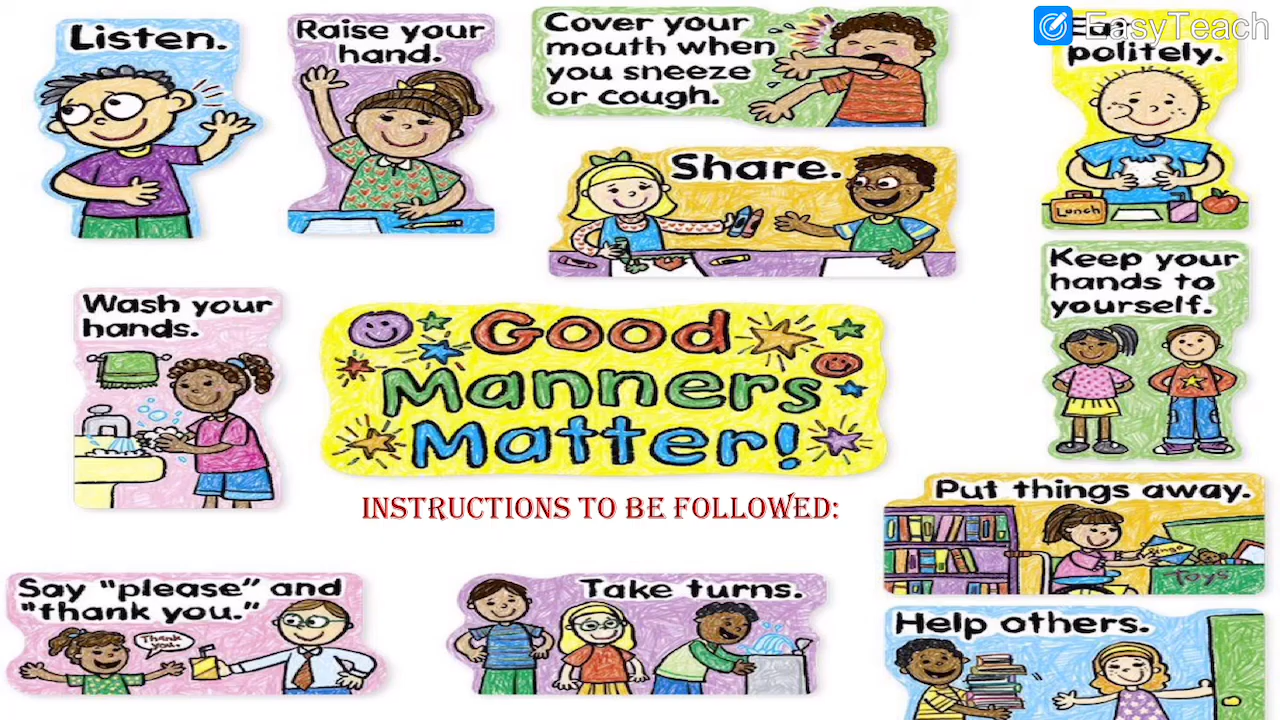 Listen.
Raise your
hand.
Cover your
mouth when
you sneeze
or cough.
EasyTeach
politely.
Share.
Lunch
Keep your
hands to
yourself.
Wash your
hands.
Good
Manners
Matter!
INSTRUCTIONS TO BE FOLLOWED:
Put things away.
Bingo
Toys
Say "please" and
"thank you."
Thank
you.
Take turns.
Help others.